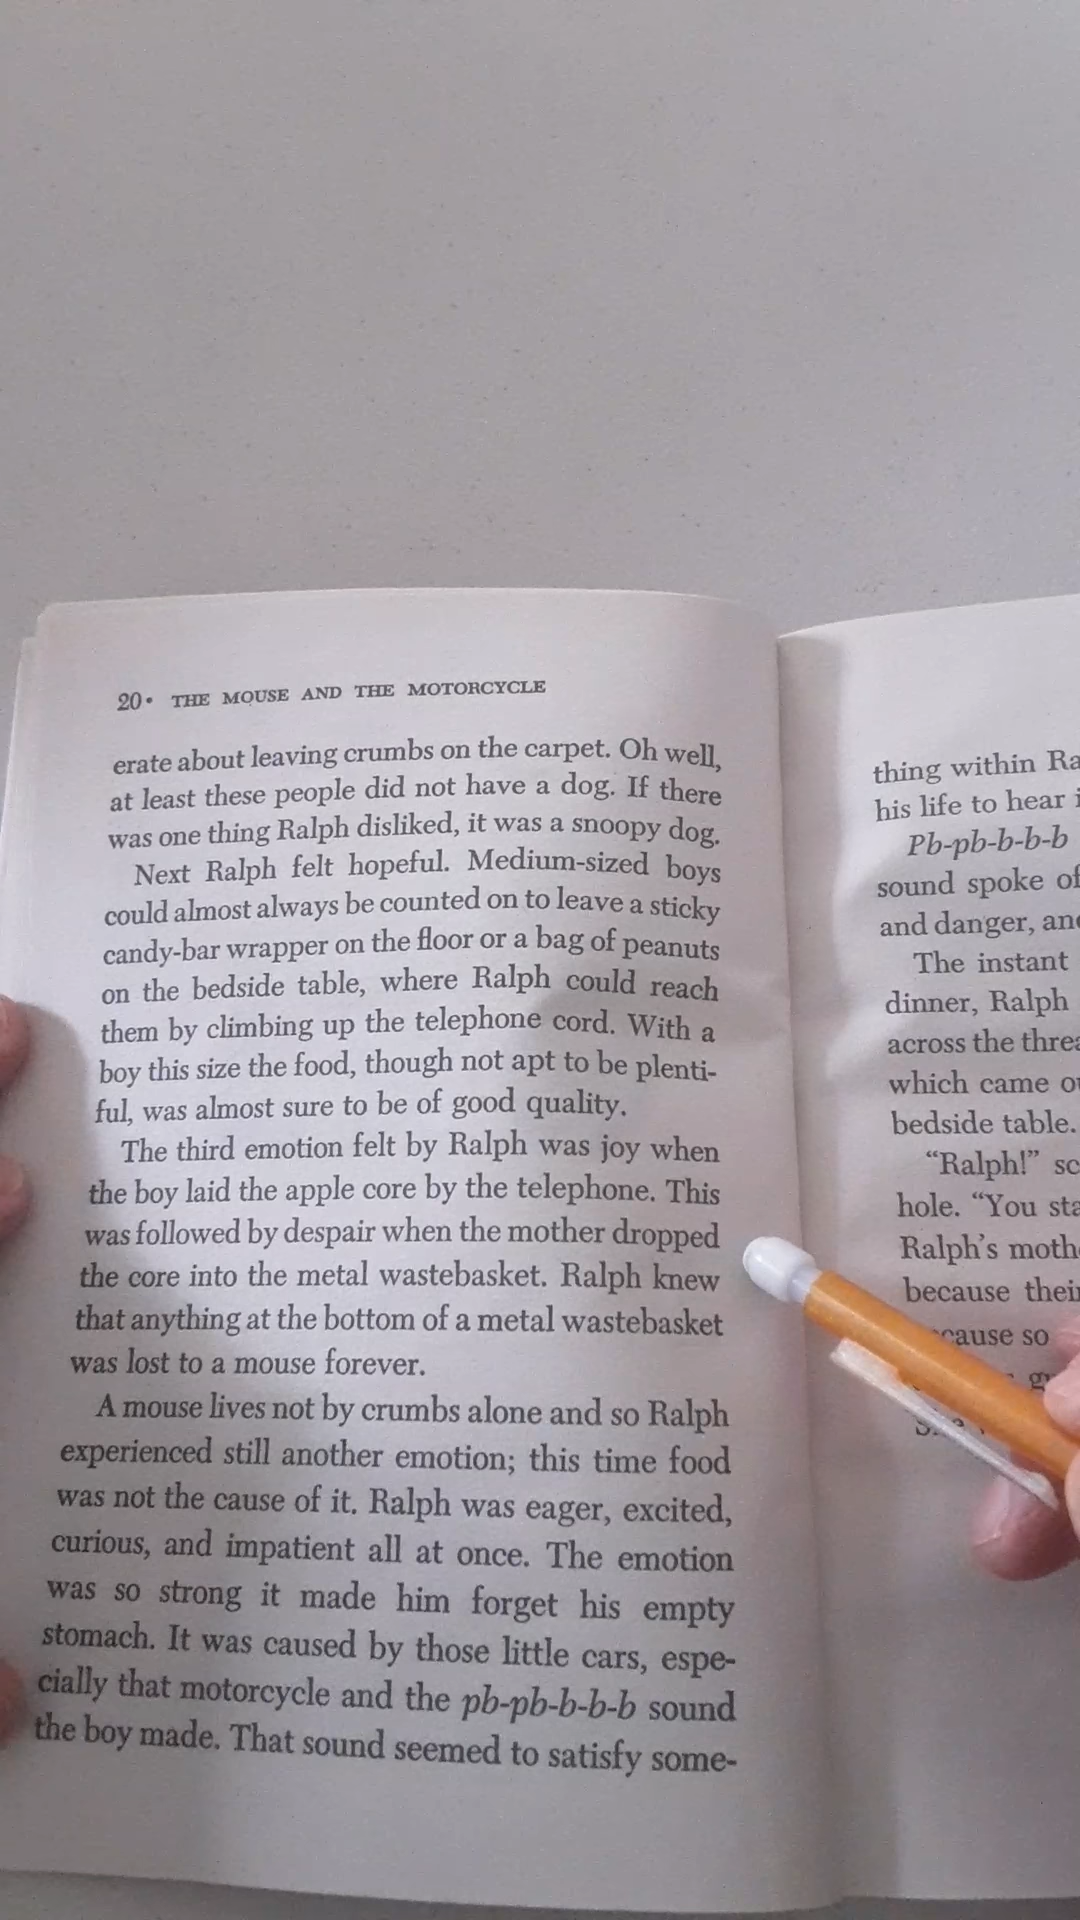 20• THE MOUSE AND THE MOTORCYCLE
erate about leaving crumbs on the carpet. Oh well,
at least these people did not have a dog. If there
was one thing Ralph disliked, it was a snoopy dog.
Next Ralph felt hopeful. Medium-sized boys
could almost always be counted on to leave a sticky
candy-bar wrapper on the floor or a bag of peanuts
on the bedside table, where Ralph could reach
them by climbing up the telephone cord. With a
boy this size the food, though not apt to be plenti-
ful, was almost sure to be of good quality.
The third emotion felt by Ralph was joy when
the boy laid the apple core by the telephone. This
was followed by despair when the mother dropped
the core into the metal wastebasket. Ralph knew
that anything at the bottom of a metal wastebasket
was lost to a mouse forever.
A mouse lives not by crumbs alone and so Ralph
experienced still another emotion; this time food
was not the cause of it. Ralph was eager, excited,
curious, and impatient all at once. The emotion
was so strong it made him forget his empty
stomach. It was caused by those little cars, espe-
cially that motorcycle and the pb-pb-b-b-b sound
the boy made. That sound seemed to satisfy some-
thing within Ra
his life to hear i
Pb-pb-b-b-b
sound spoke of
and danger, and
The instant
dinner, Ralph
across the thre
which came o
bedside table.
"Ralph!" sc
hole. "You sta
Ralph's moth
because their
cause so